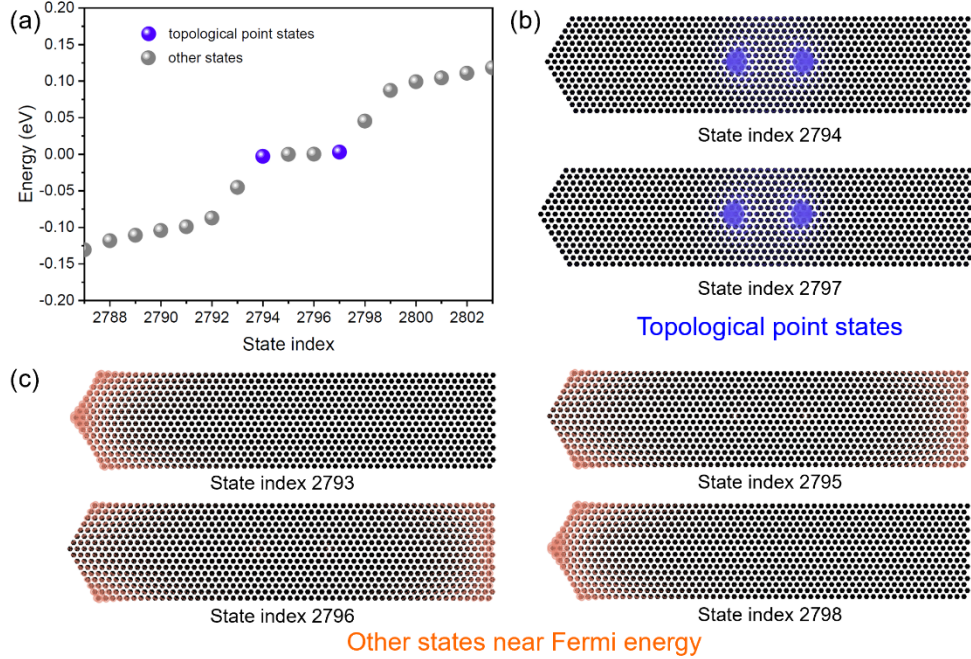 (a)
0.20
0.15
0.10
0.05
0.00
-0.05
-0.10
-0.15
-0.20
Energy (eV)
topological point states
other states
2788 2790 2792 2794 2796 2798 2800 2802
State index
(b)
State index 2794
State index 2797
Topological point states
(c)
State index 2793
State index 2795
State index 2796
State index 2798
Other states near Fermi energy